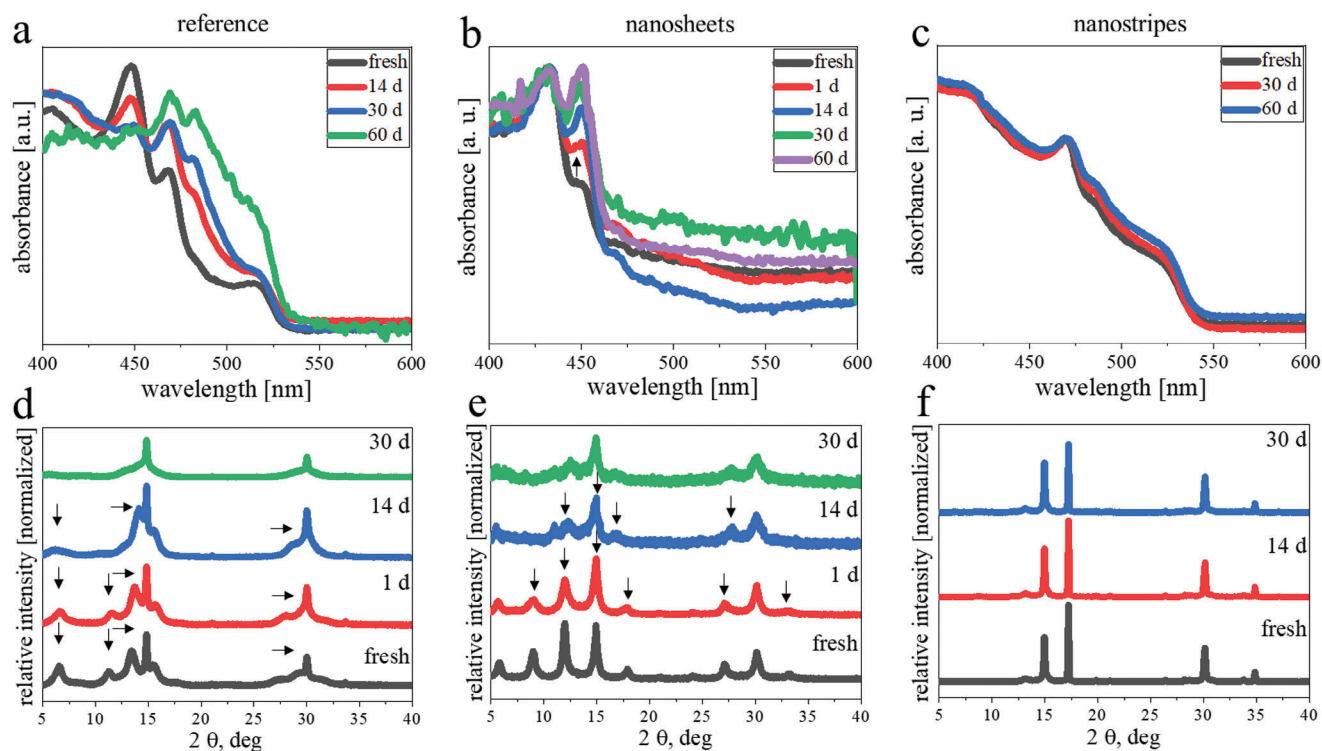 reference
nanosheets
nanostripes
a
b
c
fresh
14 d
30 d
60 d
fresh
1 d
14 d
30 d
60 d
fresh
30 d
60 d
absorbance [a. u.]
absorbance [a. u.]
absorbance [a. u.]
400 450 500 550 600
400 450 500 550 600
400 450 500 550 600
wavelength [nm]
wavelength [nm]
wavelength [nm]
d
e
f
relative intensity [normalized]
30 d
14 d
1 d
fresh
relative intensity [normalized]
30 d
14 d
1 d
fresh
relative intensity [normalized]
30 d
14 d
fresh
5 10 15 20 25 30 35 40
5 10 15 20 25 30 35 40
5 10 15 20 25 30 35 40
2 θ, deg
2 θ, deg
2 θ, deg